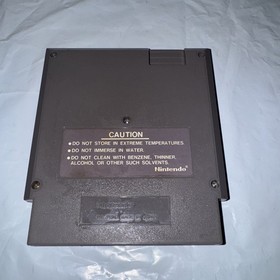 CAUTION
•DO NOT STORE IN EXTREME TEMPERATURES.
•DO NOT IMMERSE IN WATER.
•DO NOT CLEAN WITH BENZENE, THINNER,
ALCOHOL OR OTHER SUCH SOLVENTS.
Nintendo®